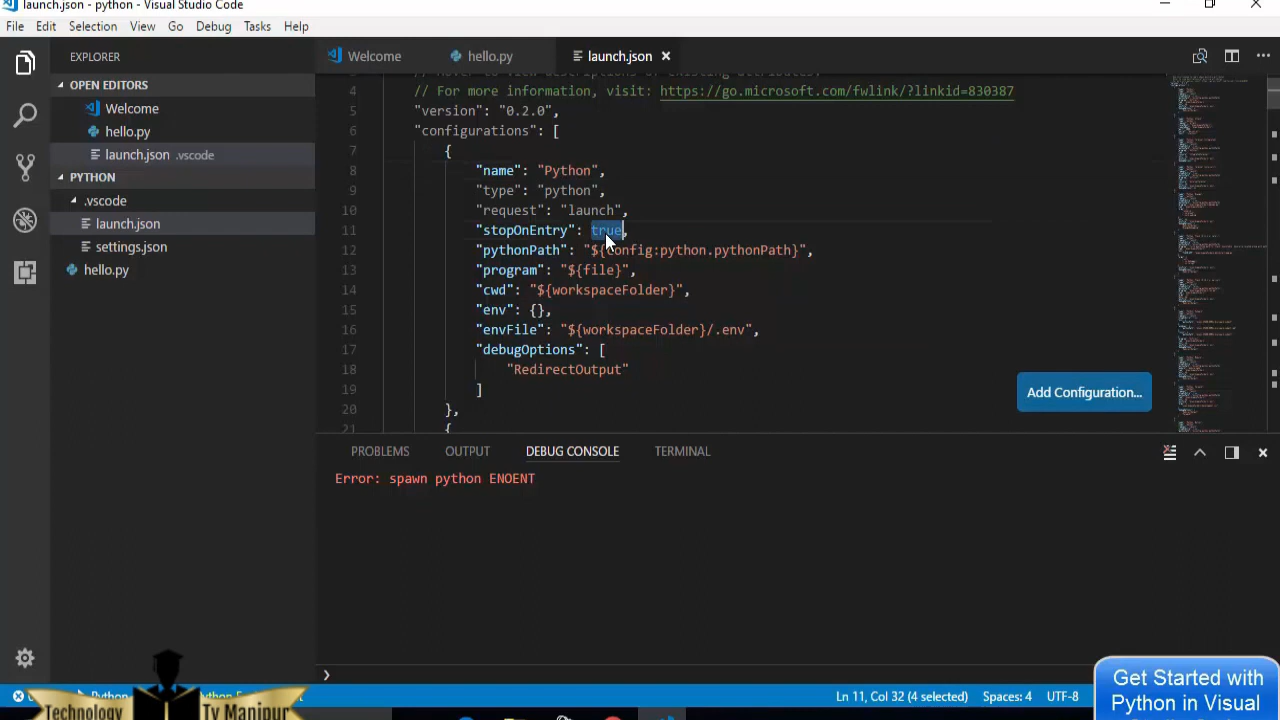 launch.json - python - Visual Studio Code
File Edit Selection View Go Debug Tasks Help
EXPLORER
OPEN EDITORS
Welcome
hello.py
launch.json .vscode
PYTHON
.vscode
launch.json
settings.json
hello.py
Welcome hello.py launch.json
4 // For more information, visit: https://go.microsoft.com/fwlink/?linkid=830387
5 "version": "0.2.0",
6 "configurations": [
7 {
8 "name": "Python",
9 "type": "python",
10 "request": "launch",
11 "stopOnEntry": true,
12 "pythonPath": "${config:python.pythonPath}",
13 "program": "${file}",
14 "cwd": "${workspaceFolder}",
15 "env": {},
16 "envFile": "${workspaceFolder}/.env",
17 "debugOptions": [
18 "RedirectOutput"
19 ]
20 },
21 {
Add Configuration...
PROBLEMS OUTPUT DEBUG CONSOLE TERMINAL
Error: spawn python ENOENT
Python
Ln 11, Col 32 (4 selected) Spaces: 4 UTF-8
Technology Tv Manipur
Get Started with
Python in Visual